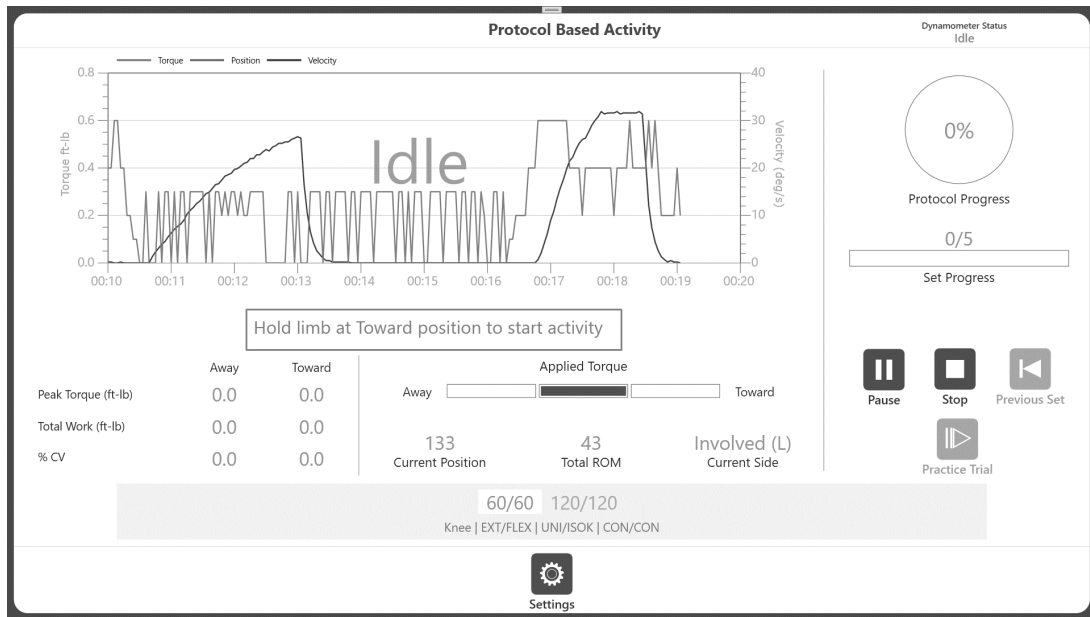 Protocol Based Activity
Dynamometer Status
Idle
Torque Position Velocity
0.8 0.6 0.4 0.2 0.0
Torque ft-lb
Idle
40 30 20 10 0
Velocity (deg/s)
00:10 00:11 00:12 00:13 00:14 00:15 00:16 00:17 00:18 00:19 00:20
0%
Protocol Progress
0/5
Set Progress
Hold limb at Toward position to start activity
Away Toward
Peak Torque (ft-lb) 0.0 0.0
Total Work (ft-lb) 0.0 0.0
% CV 0.0 0.0
Applied Torque
Away Toward
133 43 Involved (L)
Current Position Total ROM Current Side
Pause Stop Previous Set
Practice Trial
60/60 120/120
Knee | EXT/FLEX | UNI/ISOK | CON/CON
Settings